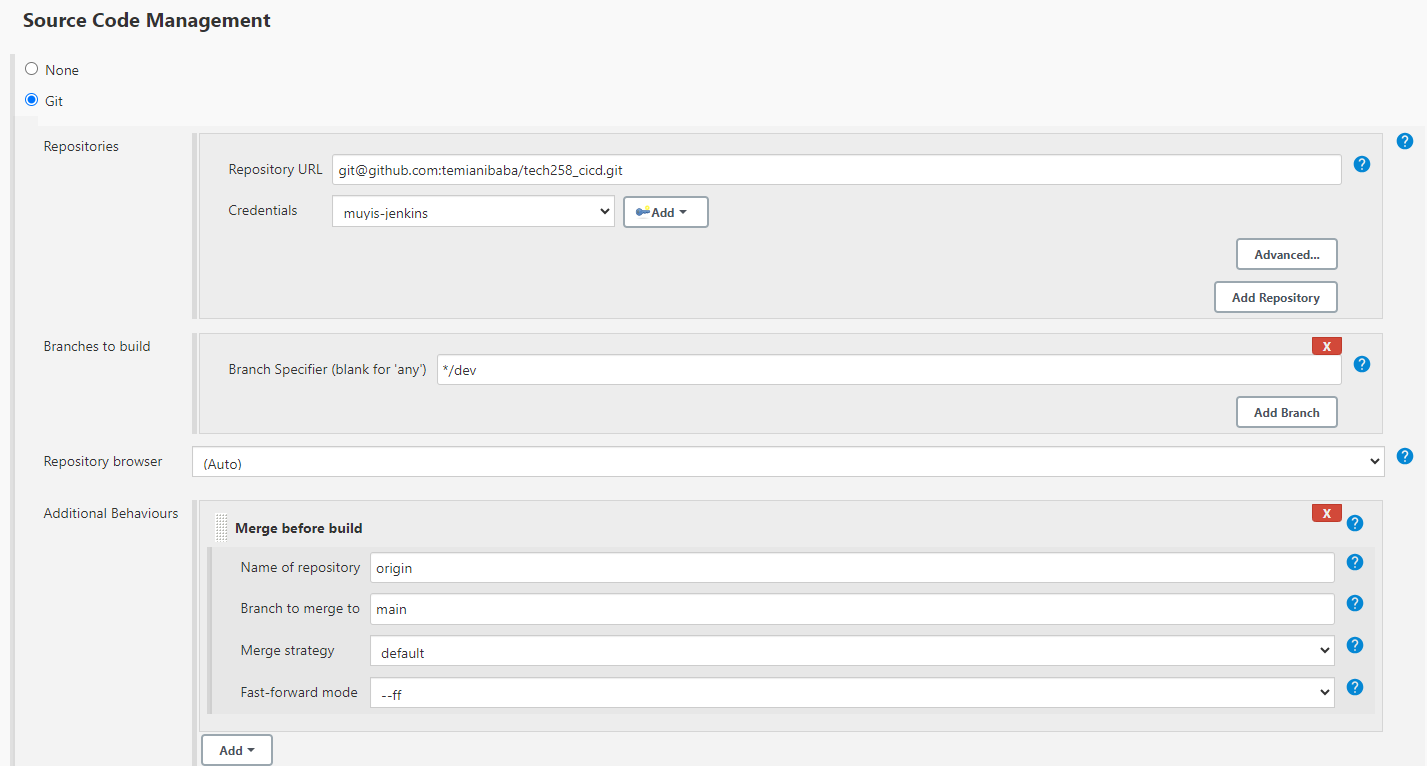 Source Code Management
None
Git
Repositories
?
Repository URL git@github.com:temianibaba/tech258_cicd.git ?
Credentials muyis-jenkins Add
Advanced...
Add Repository
Branches to build X
Branch Specifier (blank for 'any') */dev ?
Add Branch
Repository browser (Auto) ?
Additional Behaviours X
Merge before build ?
Name of repository origin ?
Branch to merge to main ?
Merge strategy default ?
Fast-forward mode --ff ?
Add